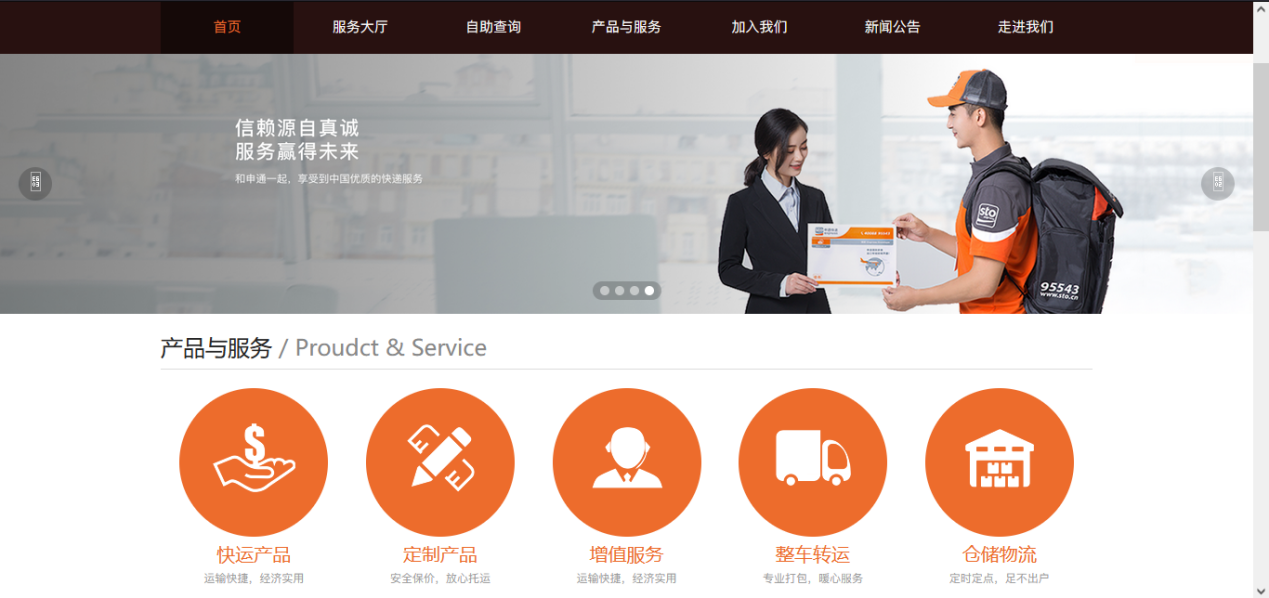 首页
服务大厅
自助查询
产品与服务
加入我们
新闻公告
走进我们
信赖源自真诚
服务赢得未来
和申通一起，享受到中国优质的快递服务
sto
95543
www.sto.cn
产品与服务 / Proudct & Service
快运产品
定制产品
增值服务
整车转运
仓储物流
运输快捷，经济实用
安全保价，放心托运
运输快捷，经济实用
专业打包，暖心服务
定时定点，足不出户